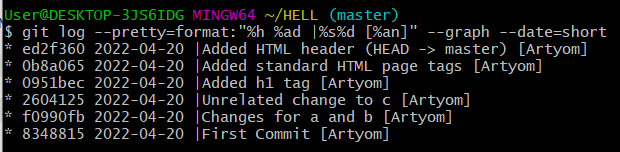 User@DESKTOP-3JS6IDG MINGW64 ~/HELL (master)
$ git log --pretty=format:"%h %ad |%s%d [%an]" --graph --date=short
* ed2f360 2022-04-20 |Added HTML header (HEAD -> master) [Artyom]
* 0b8a065 2022-04-20 |Added standard HTML page tags [Artyom]
* 0951bec 2022-04-20 |Added h1 tag [Artyom]
* 2604125 2022-04-20 |Unrelated change to c [Artyom]
* f0990fb 2022-04-20 |Changes for a and b [Artyom]
* 8348815 2022-04-20 |First Commit [Artyom]